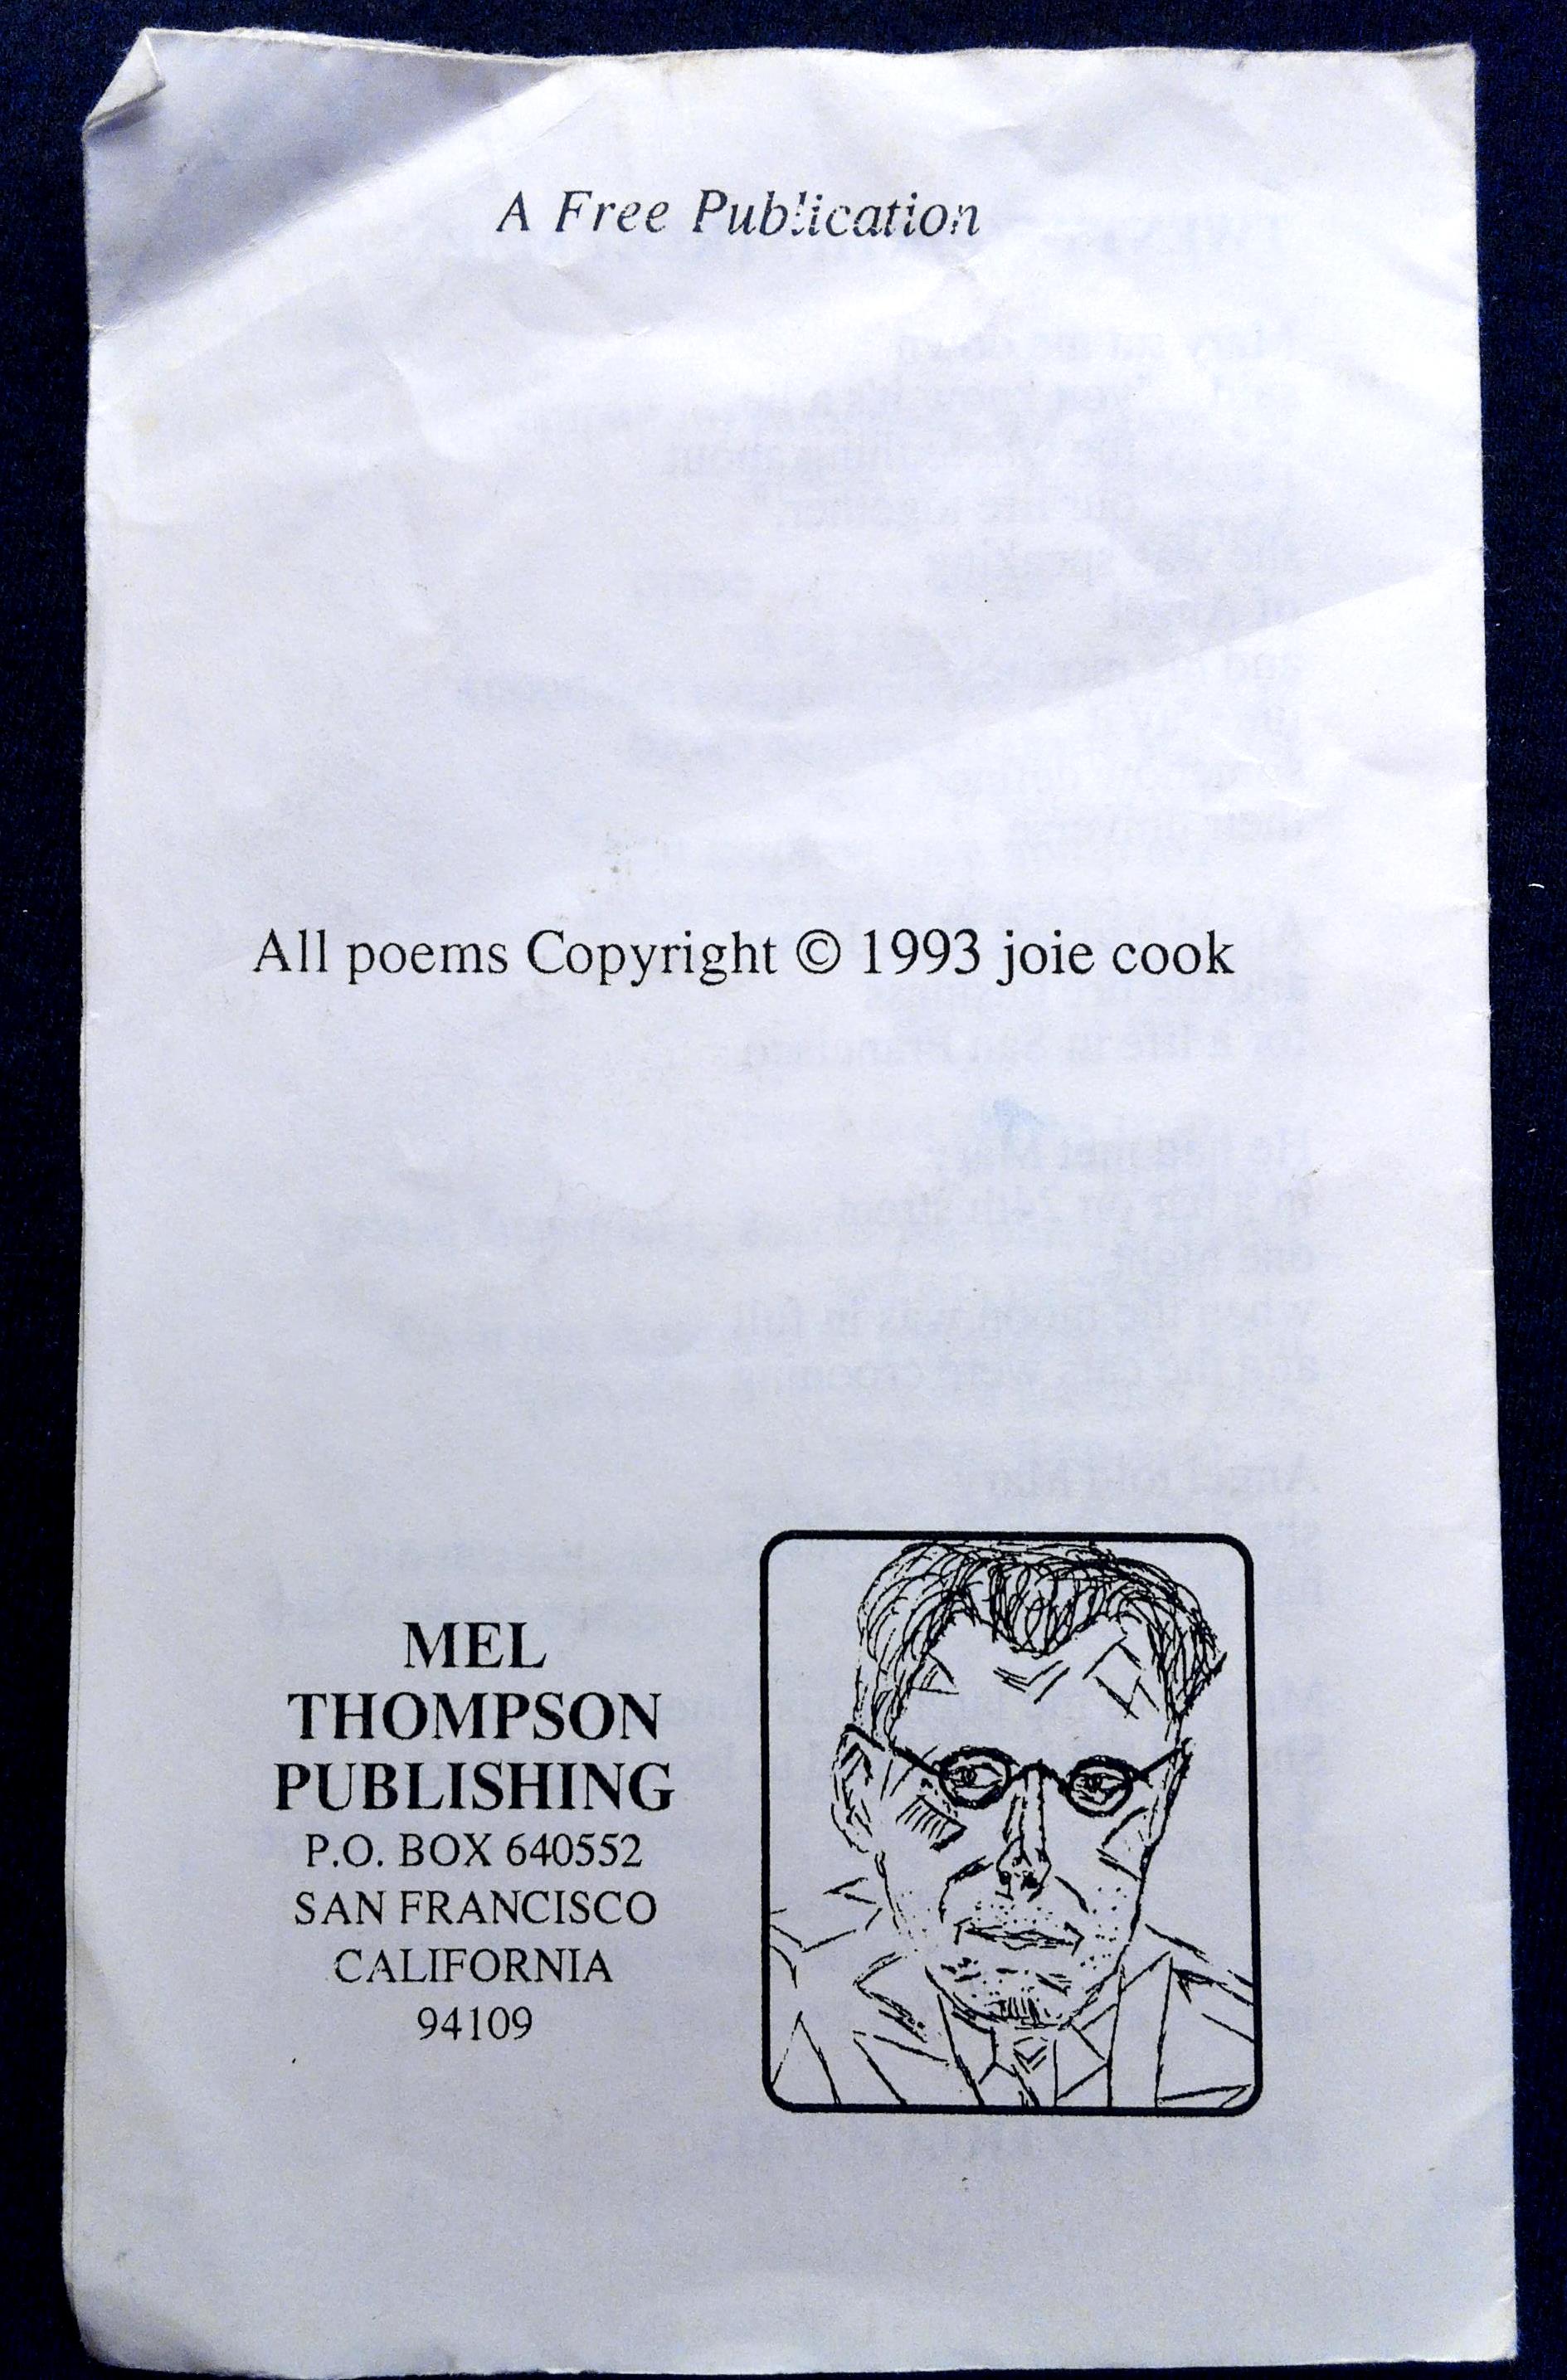 A Free Publication
All poems Copyright © 1993 joie cook
MEL
THOMPSON
PUBLISHING
P.O. BOX 640552
SAN FRANCISCO
CALIFORNIA
94109